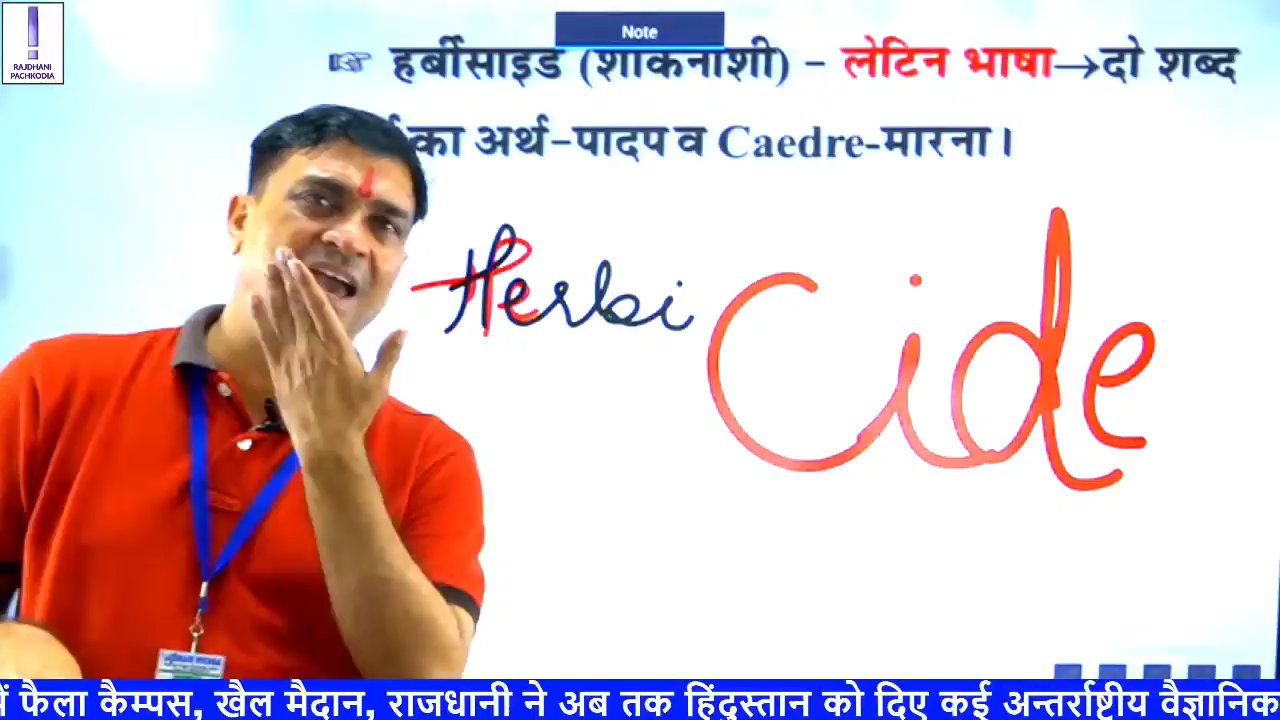 Note
RAJDHANI
PACHKODIA
☞ हर्बीसाइड (शाकनाशी) - लेटिन भाषा→दो शब्द
का अर्थ-पादप व Caedre-मारना।
Herbi Cide
में फैला कैम्पस, खैल मैदान, राजधानी ने अब तक हिंदुस्तान को दिए कई अन्तर्राष्ट्रीय वैज्ञानिक